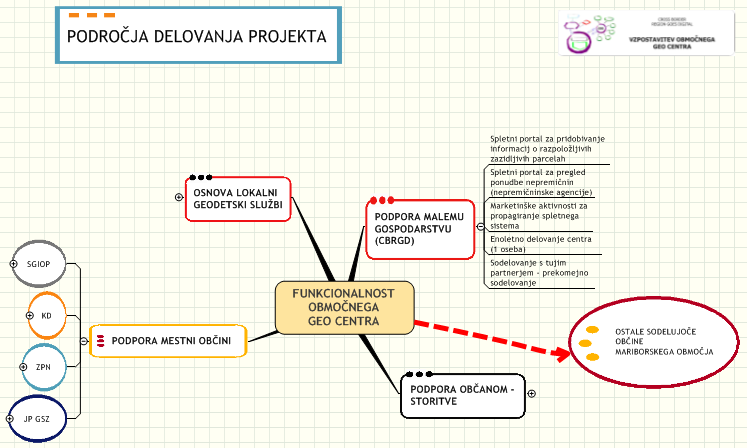 PODROČJA DELOVANJA PROJEKTA
VZPOSTAVITEV OBMOČNEGA
GEO CENTRA
Spletni portal za pridobivanje
informacij o razpoložljivih
zazidljivih parcelah
Spletni portal za pregled
ponudbe nepremičnin
(nepremičninske agencije)
Marketinške aktivnosti za
propagiranje spletnega
sistema
Enoletno delovanje centra
(1 oseba)
Sodelovanje s tujim
partnerjem - prekomejno
sodelovanje
OSNOVA LOKALNI
GEODETSKI SLUŽBI
PODPORA MALEMU
GOSPODARSTVU
(CBRGD)
SGIOP
KD
ZPN
JP GSZ
PODPORA MESTNI OBČINI
FUNKCIONALNOST
OBMOČNEGA
GEO CENTRA
OSTALE SODELUJOČE
OBČINE
MARIBORSKEGA OBMOČJA
PODPORA OBČANOM -
STORITVE